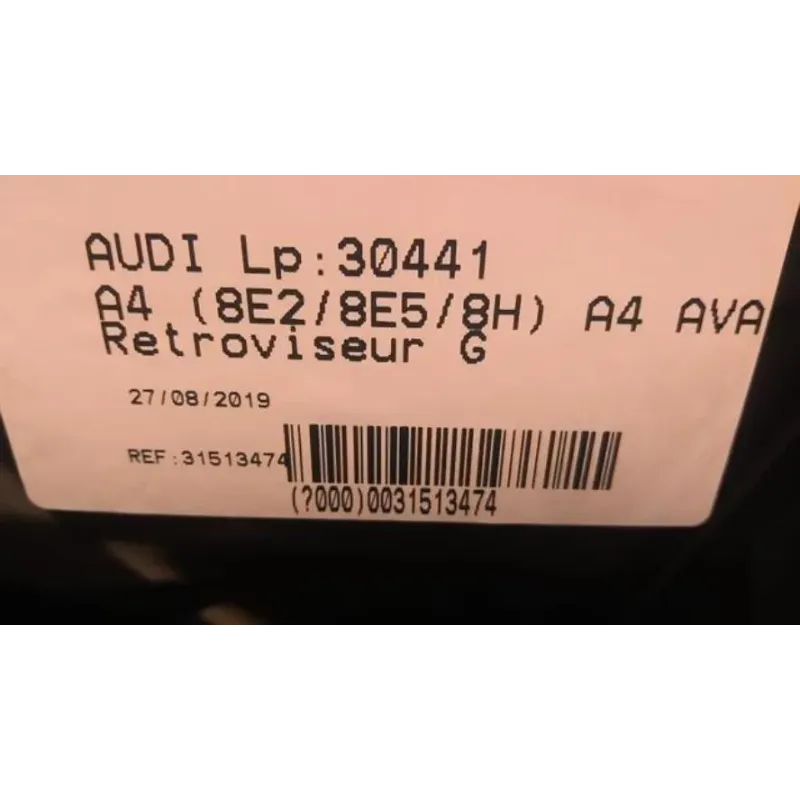 AUDI Lp:30441
A4 (8E2/8E5/8H) A4 AVA
Retroviseur G
27/08/2019
REF:31513474
(?000)0031513474